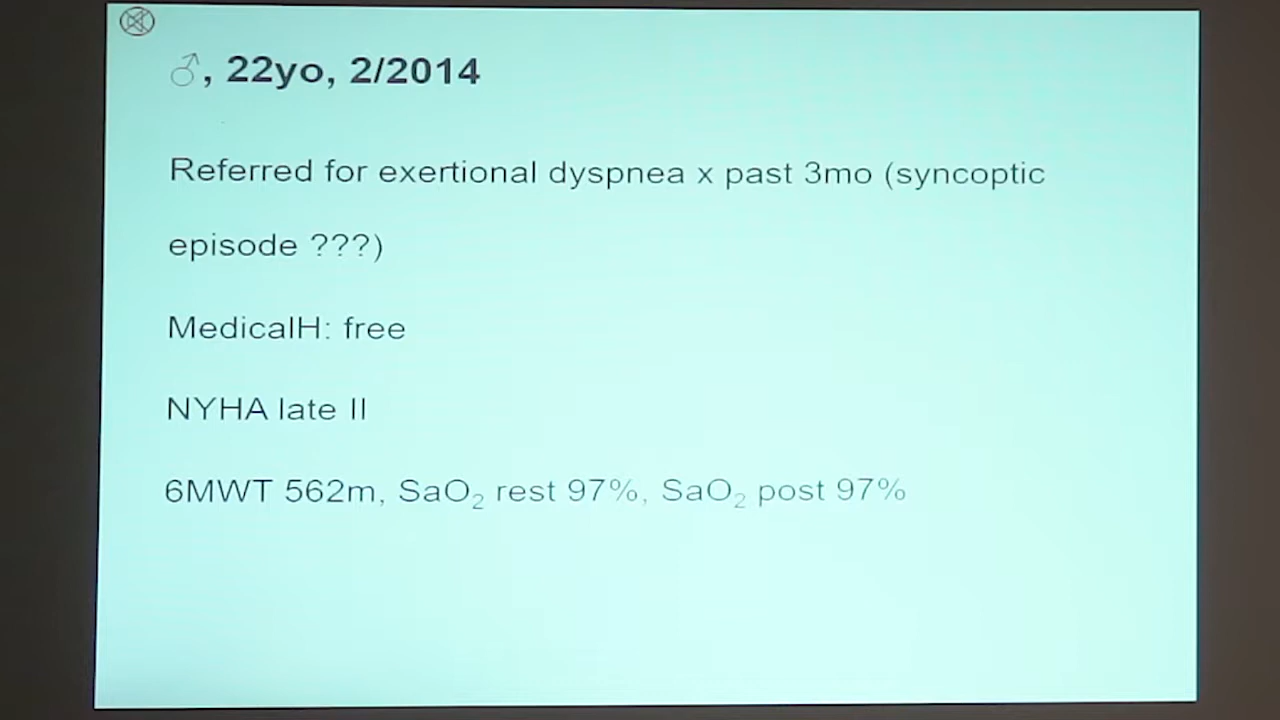 ♂, 22yo, 2/2014
Referred for exertional dyspnea x past 3mo (syncoptic
episode ???)
MedicalH: free
NYHA late II
6MWT 562m, SaO₂ rest 97%, SaO₂ post 97%